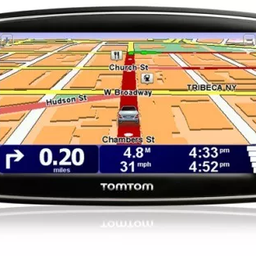 Church St
W Broadway
TRIBECA,NY
Hudson St
Chambers St
0.20
miles
4.8M
31 mph
4:33 pm
4:52 pm
TOMTOM